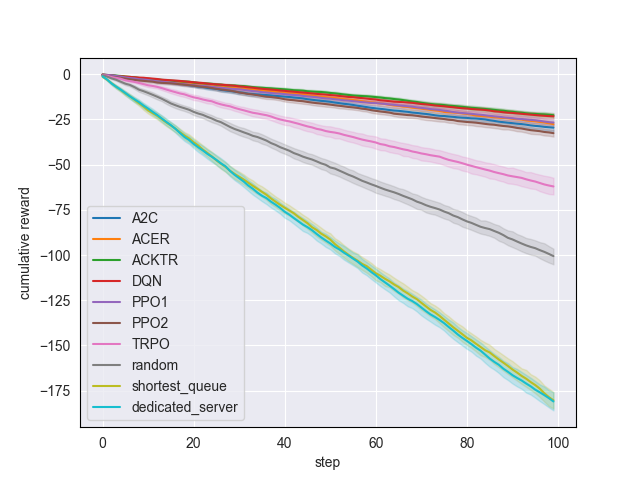 0
−25
−50
−75
−100
−125
−150
−175
cumulative reward
A2C
ACER
ACKTR
DQN
PPO1
PPO2
TRPO
random
shortest_queue
dedicated_server
0 20 40 60 80 100
step